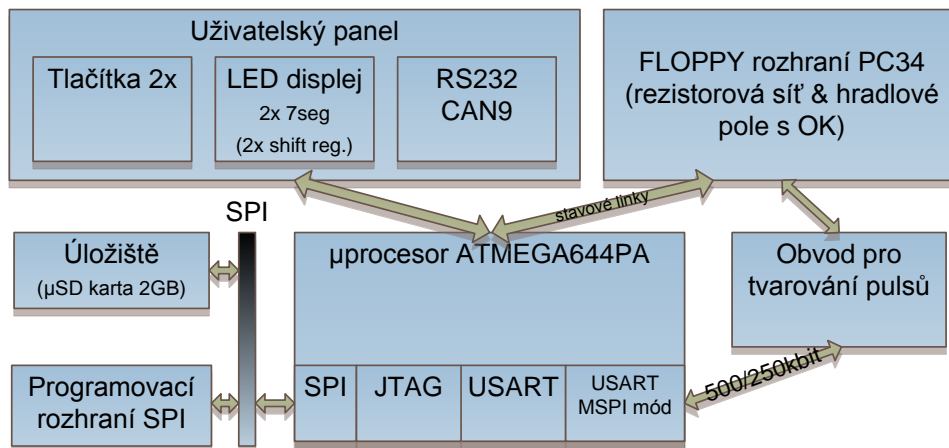 Uživatelský panel
Tlačítka 2x
LED displej
2x 7seg
(2x shift reg.)
RS232
CAN9
FLOPPY rozhraní PC34
(rezistorová síť & hradlové
pole s OK)
stavové linky
SPI
Úložiště
(µSD karta 2GB)
µprocesor ATMEGA644PA
Obvod pro
tvarování pulsů
Programovací
rozhraní SPI
SPI
JTAG
USART
USART
MSPI mód
500/250kbit